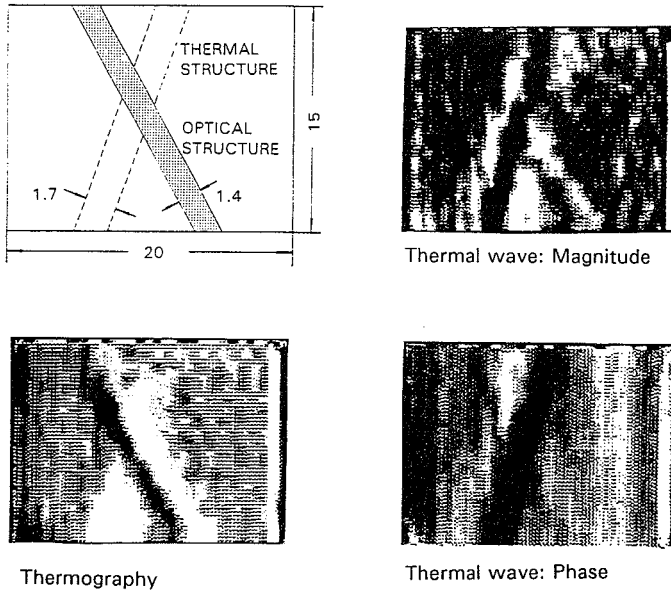 THERMAL
STRUCTURE
OPTICAL
STRUCTURE
1.7
1.4
15
20
Thermal wave: Magnitude
Thermography
Thermal wave: Phase